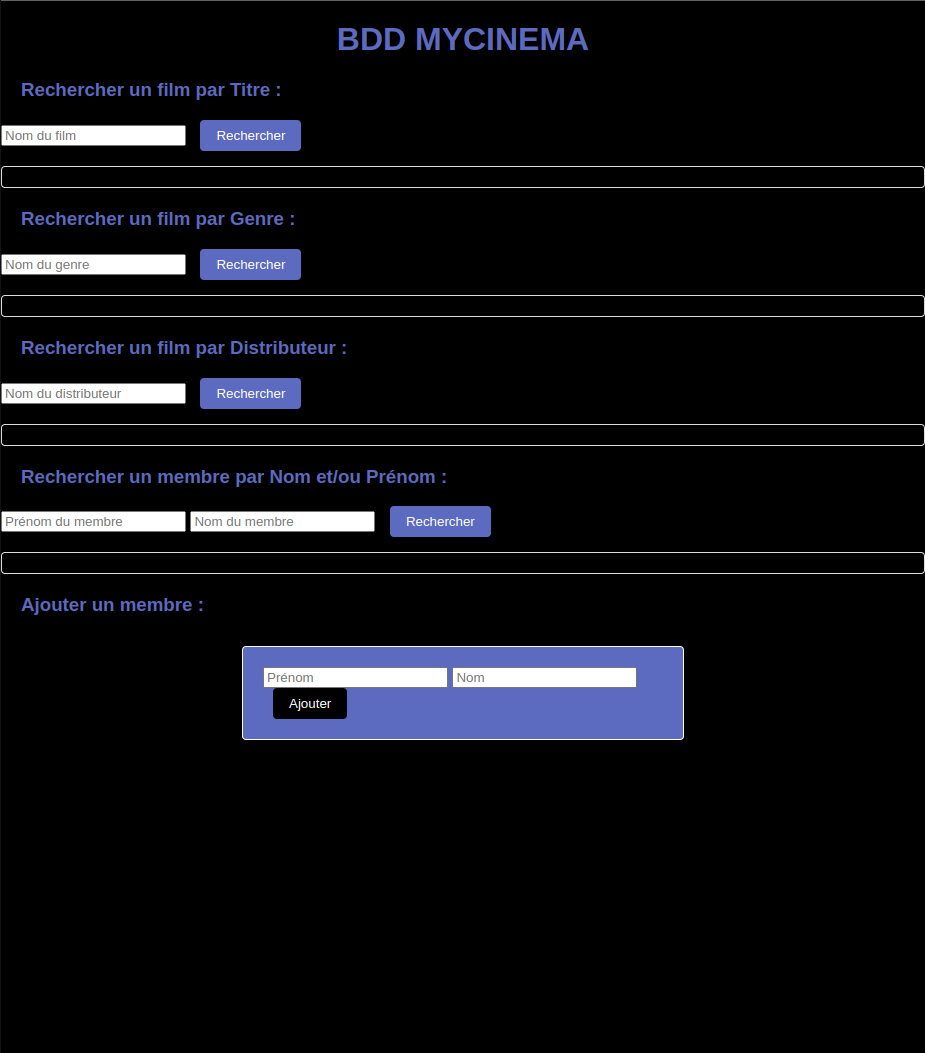 BDD MYCINEMA
Rechercher un film par Titre :
Nom du film Rechercher
Rechercher un film par Genre :
Nom du genre Rechercher
Rechercher un film par Distributeur :
Nom du distributeur Rechercher
Rechercher un membre par Nom et/ou Prénom :
Prénom du membre Nom du membre Rechercher
Ajouter un membre :
Prénom Nom
Ajouter